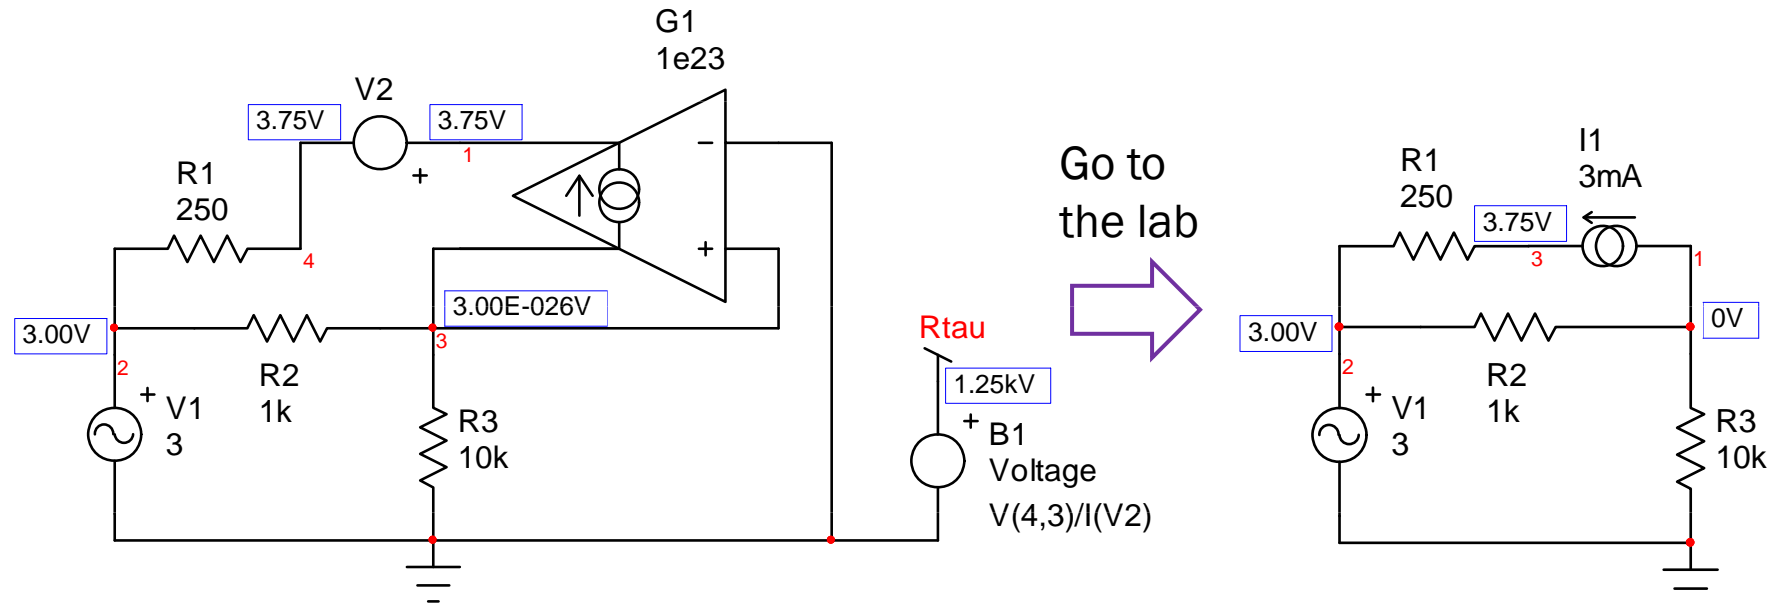 G1
1e23
V2
3.75V
3.75V
1
+
−
R1
250
4
+
3.00E-026V
3.00V
3
2
R2
1k
+
V1
3
R3
10k
Rtau
1.25kV
+
B1
Voltage
V(4,3)/I(V2)
Go to
the lab
I1
3mA
R1
250
3.75V
3
1
0V
3.00V
2
R2
1k
+
V1
3
R3
10k